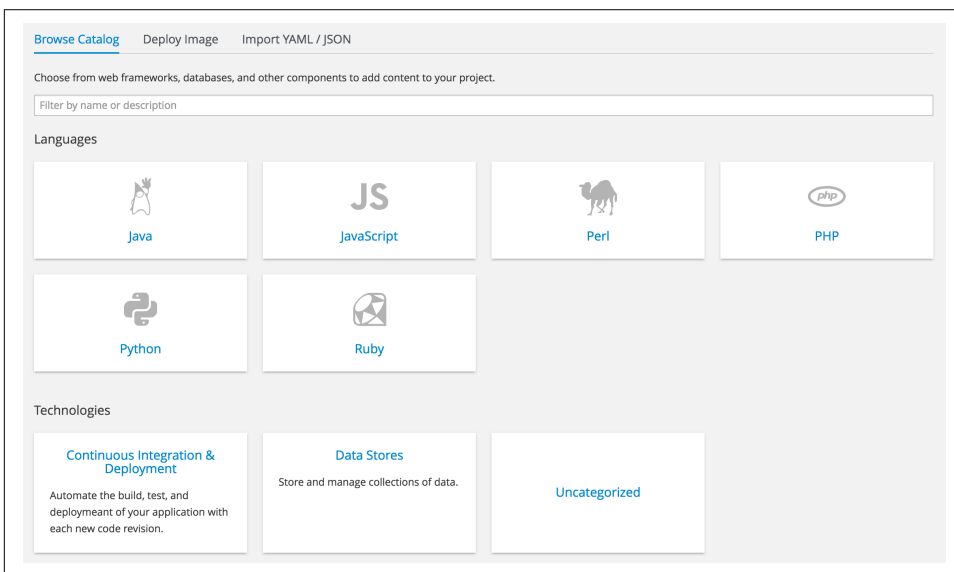 Browse Catalog Deploy Image Import YAML / JSON
Choose from web frameworks, databases, and other components to add content to your project.
Filter by name or description
Languages
JS php
Java JavaScript Perl PHP
Python Ruby
Technologies
Continuous Integration &
Deployment
Automate the build, test, and
deploymeant of your application with
each new code revision.
Data Stores
Store and manage collections of data.
Uncategorized